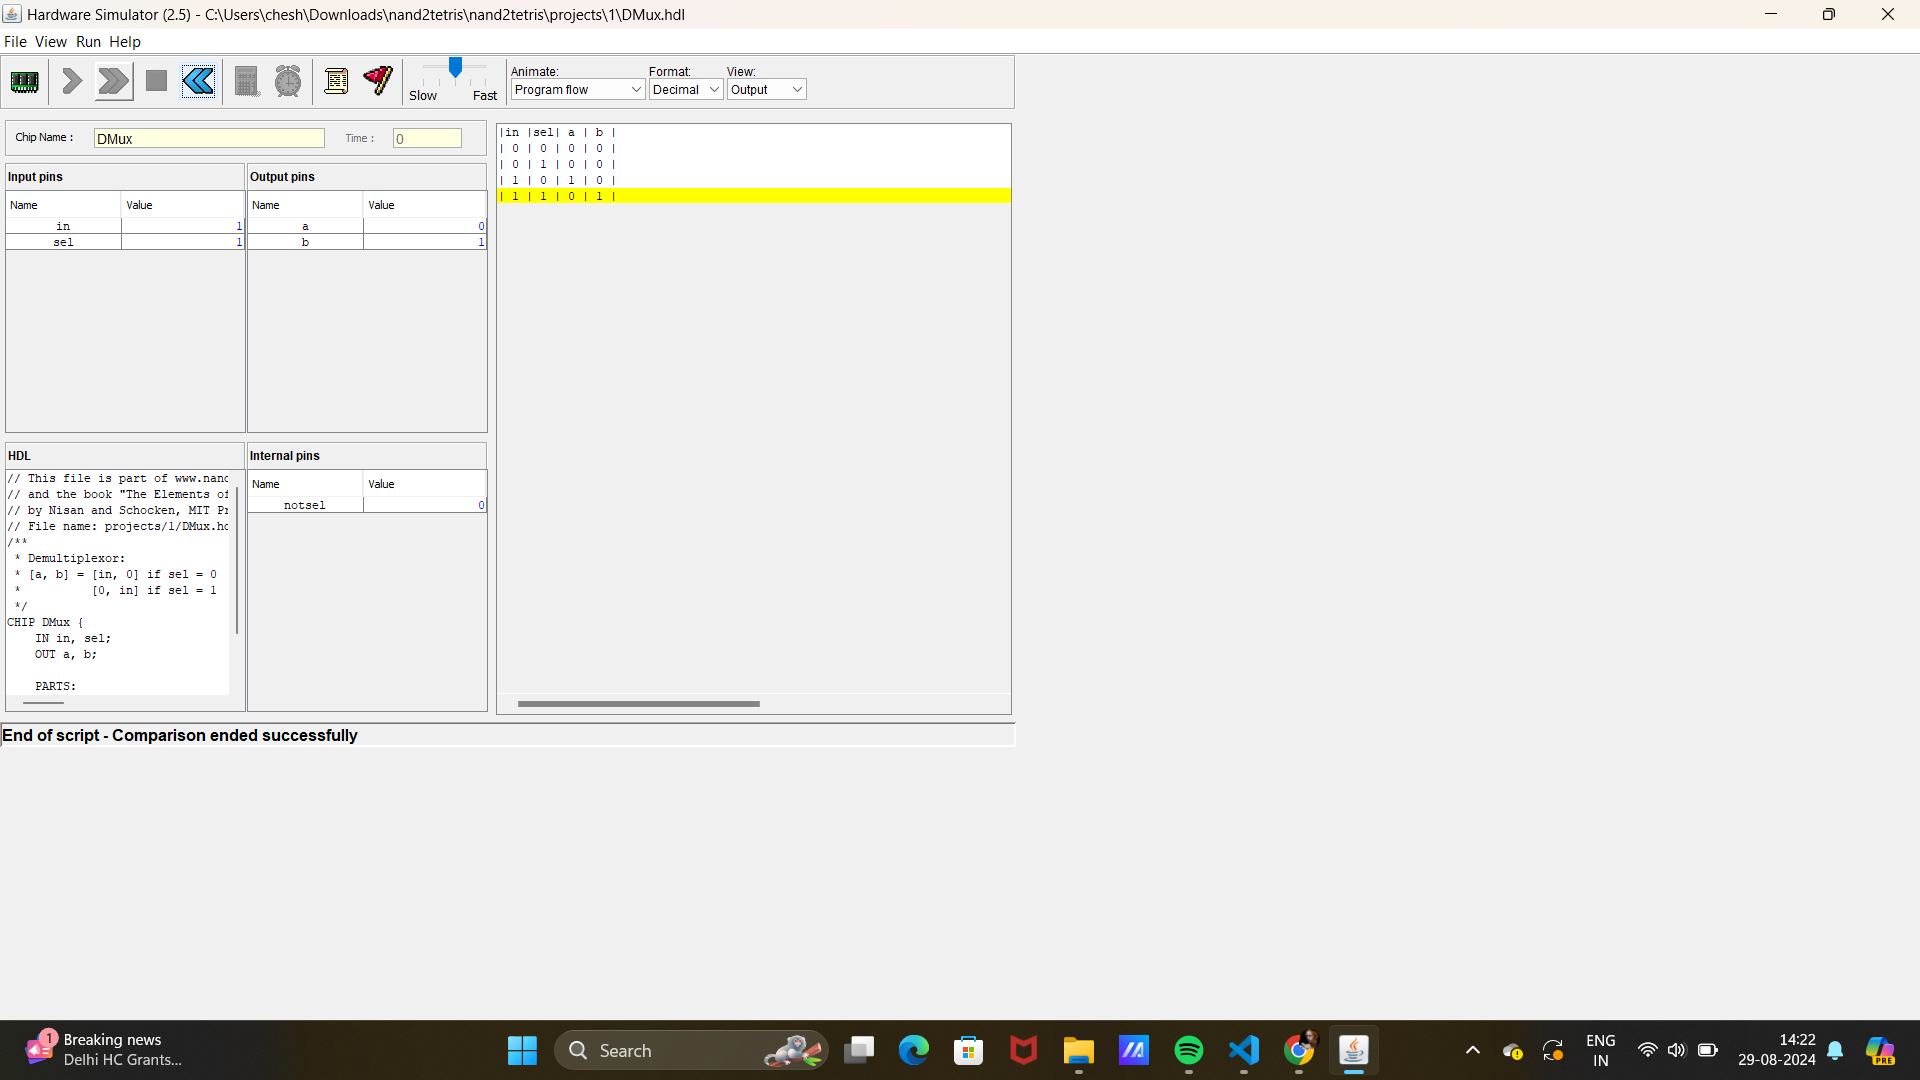 Hardware Simulator (2.5) - C:\Users\chesh\Downloads\nand2tetris\nand2tetris\projects\1\DMux.hdl
File View Run Help
Slow Fast
Animate: Format: View:
Program flow Decimal Output
Chip Name : DMux Time : 0
Input pins
Name Value
in 1
sel 1
Output pins
Name Value
a 0
b 1
|in |sel| a | b |
| 0 | 0 | 0 | 0 |
| 0 | 1 | 0 | 0 |
| 1 | 0 | 1 | 0 |
| 1 | 1 | 0 | 1 |
HDL
// This file is part of www.nand
// and the book "The Elements of
// by Nisan and Schocken, MIT Pr
// File name: projects/1/DMux.hd
/**
* Demultiplexor:
* [a, b] = [in, 0] if sel = 0
* [0, in] if sel = 1
*/
CHIP DMux {
IN in, sel;
OUT a, b;
PARTS:
Internal pins
Name Value
notsel 0
End of script - Comparison ended successfully
1
Breaking news
Delhi HC Grants...
Search
PRE
ENG
IN
14:22
29-08-2024